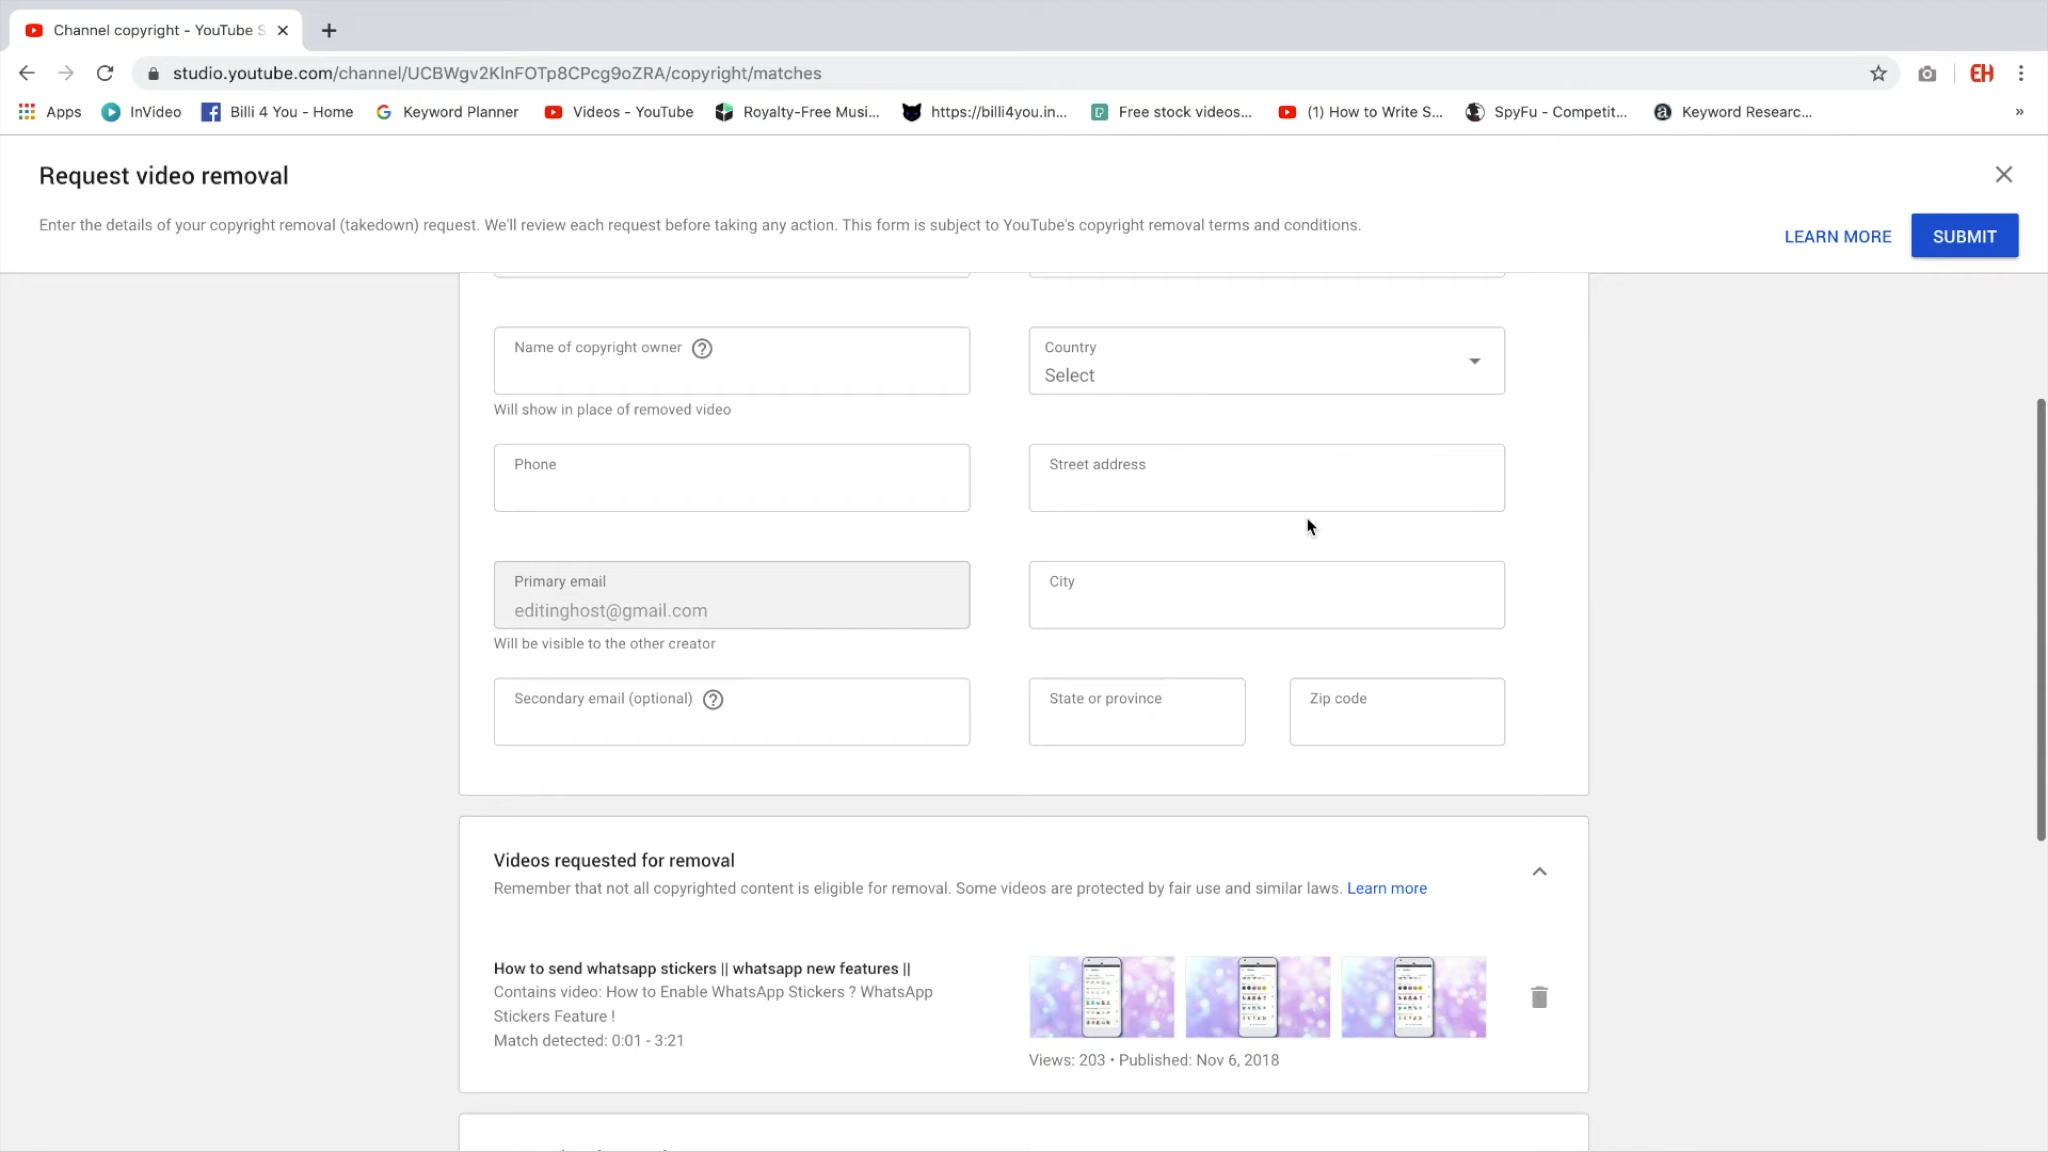 Channel copyright - YouTube S
studio.youtube.com/channel/UCBWgv2KlnFOTp8CPcg9oZRA/copyright/matches
EH
Apps InVideo Billi 4 You - Home Keyword Planner Videos - YouTube Royalty-Free Musi... https://billi4you.in... Free stock videos... (1) How to Write S... SpyFu - Competit... Keyword Researc... »
Request video removal
Enter the details of your copyright removal (takedown) request. We'll review each request before taking any action. This form is subject to YouTube's copyright removal terms and conditions.
LEARN MORE SUBMIT
Name of copyright owner
Country
Select
Will show in place of removed video
Phone
Street address
Primary email
editinghost@gmail.com
City
Will be visible to the other creator
Secondary email (optional)
State or province
Zip code
Videos requested for removal
Remember that not all copyrighted content is eligible for removal. Some videos are protected by fair use and similar laws. Learn more
How to send whatsapp stickers || whatsapp new features ||
Contains video: How to Enable WhatsApp Stickers ? WhatsApp
Stickers Feature !
Match detected: 0:01 - 3:21
Views: 203 • Published: Nov 6, 2018